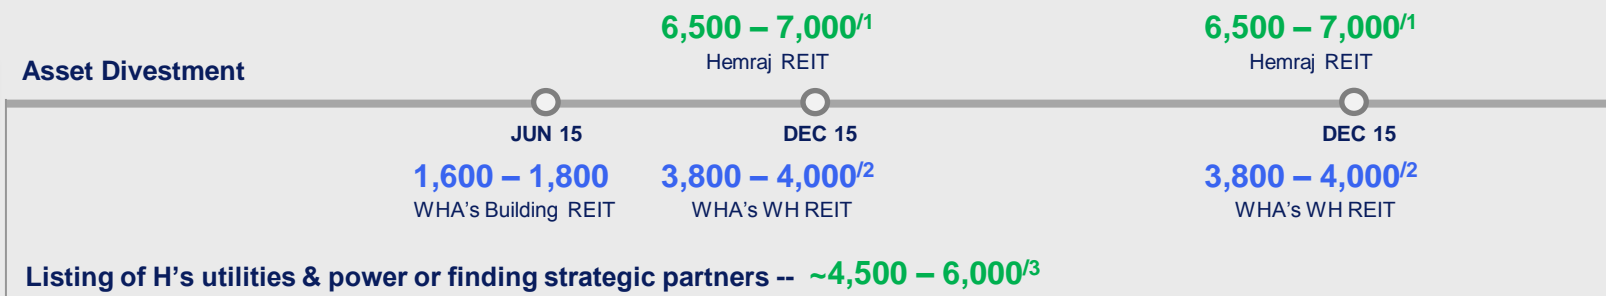 6,500 – 7,000/1 6,500 – 7,000/1
Hemraj REIT Hemraj REIT
Asset Divestment
JUN 15 DEC 15 DEC 15
1,600 – 1,800 3,800 – 4,000/2 3,800 – 4,000/2
WHA's Building REIT WHA's WH REIT WHA's WH REIT
Listing of H's utilities & power or finding strategic partners -- ~4,500 – 6,000/3